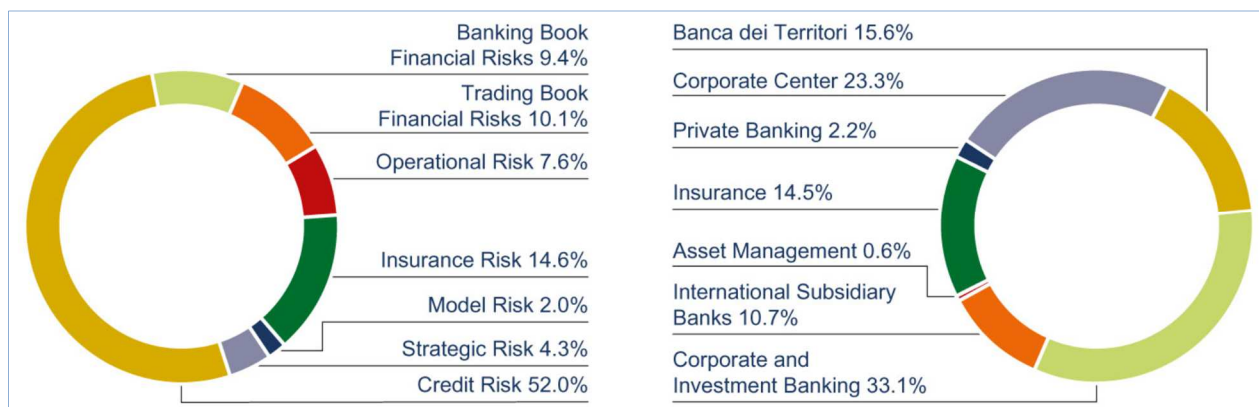 Banking Book
Financial Risks 9.4%
Trading Book
Financial Risks 10.1%
Operational Risk 7.6%
Insurance Risk 14.6%
Model Risk 2.0%
Strategic Risk 4.3%
Credit Risk 52.0%
Banca dei Territori 15.6%
Corporate Center 23.3%
Private Banking 2.2%
Insurance 14.5%
Asset Management 0.6%
International Subsidiary
Banks 10.7%
Corporate and
Investment Banking 33.1%